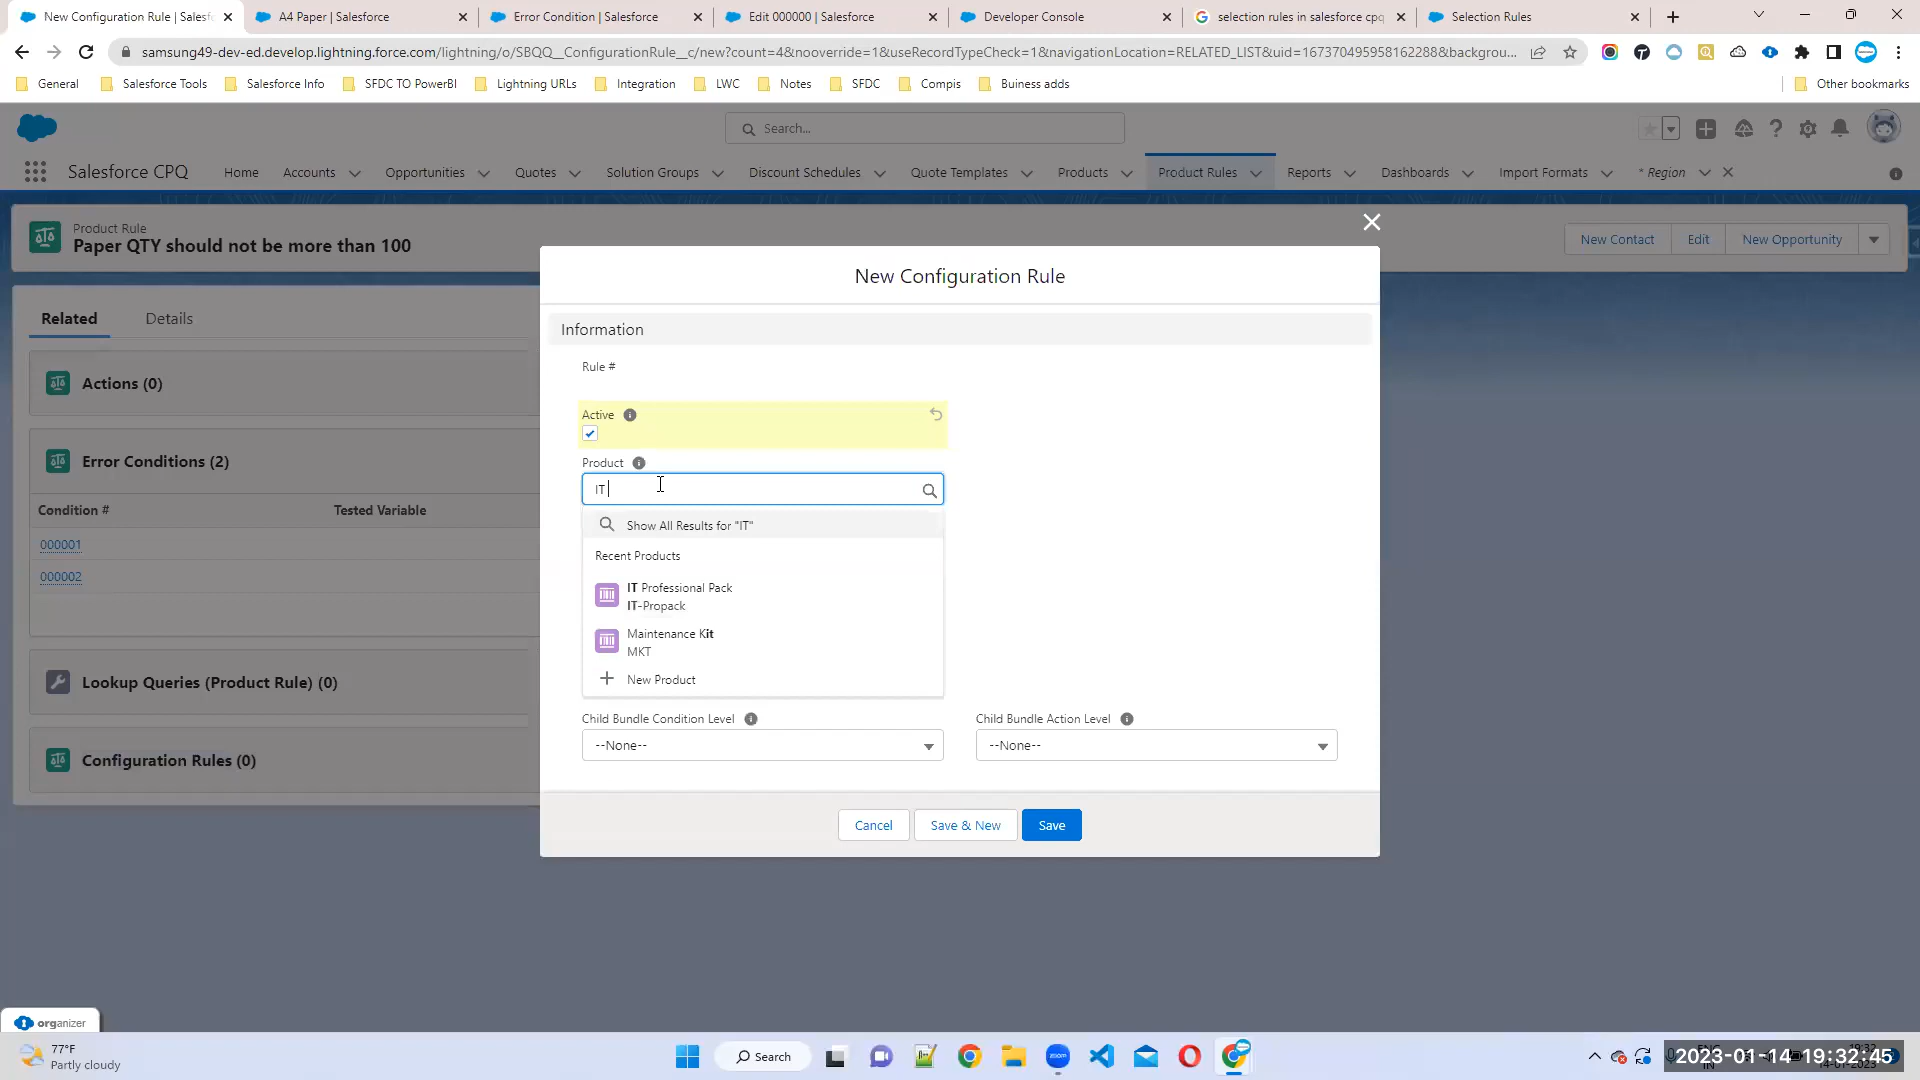 New Configuration Rule | Salesf
A4 Paper | Salesforce
Error Condition | Salesforce
Edit 000000 | Salesforce
Developer Console
selection rules in salesforce cpq
Selection Rules
samsung49-dev-ed.develop.lightning.force.com/lightning/o/SBQQ__ConfigurationRule__c/new?count=4&nooverride=1&useRecordTypeCheck=1&navigationLocation=RELATED_LIST&uid=167370495958162288&backgrou...
General
Salesforce Tools
Salesforce Info
SFDC TO PowerBI
Lightning URLs
Integration
LWC
Notes
SFDC
Compis
Buiness adds
Other bookmarks
Search...
Salesforce CPQ
Home
Accounts
Opportunities
Quotes
Solution Groups
Discount Schedules
Quote Templates
Products
Product Rules
Reports
Dashboards
Import Formats
* Region
Product Rule
Paper QTY should not be more than 100
New Contact
Edit
New Opportunity
Related
Details
Actions (0)
Error Conditions (2)
Condition #
Tested Variable
000001
000002
Lookup Queries (Product Rule) (0)
Configuration Rules (0)
New Configuration Rule
Information
Rule #
Active
Product
IT
Show All Results for "IT"
Recent Products
IT Professional Pack
IT-Propack
Maintenance Kit
MKT
New Product
Child Bundle Condition Level
--None--
Child Bundle Action Level
--None--
Cancel
Save & New
Save
organizer
77°F
Partly cloudy
Search
2023-01-14 19:32:45